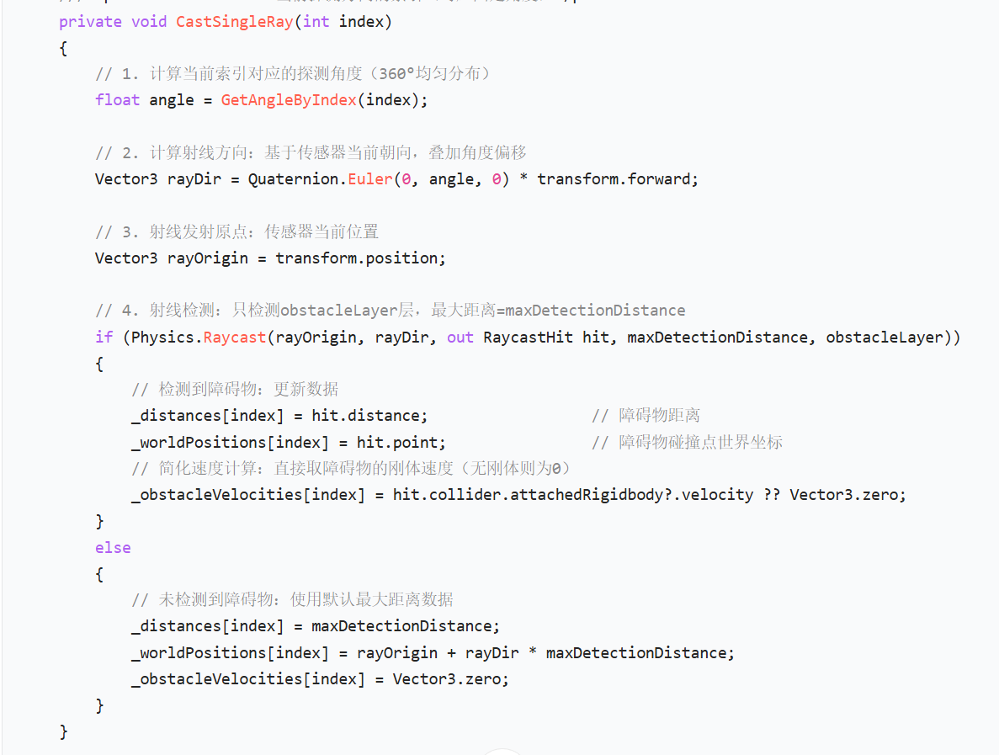 private void CastSingleRay(int index)
{
// 1. 计算当前索引对应的探测角度（360°均匀分布）
float angle = GetAngleByIndex(index);
// 2. 计算射线方向：基于传感器当前朝向，叠加角度偏移
Vector3 rayDir = Quaternion.Euler(0, angle, 0) * transform.forward;
// 3. 射线发射原点：传感器当前位置
Vector3 rayOrigin = transform.position;
// 4. 射线检测：只检测obstacleLayer层，最大距离=maxDetectionDistance
if (Physics.Raycast(rayOrigin, rayDir, out RaycastHit hit, maxDetectionDistance, obstacleLayer))
{
// 检测到障碍物：更新数据
_distances[index] = hit.distance; // 障碍物距离
_worldPositions[index] = hit.point; // 障碍物碰撞点世界坐标
// 简化速度计算：直接取障碍物的刚体速度（无刚体则为0）
_obstacleVelocities[index] = hit.collider.attachedRigidbody?.velocity ?? Vector3.zero;
}
else
{
// 未检测到障碍物：使用默认最大距离数据
_distances[index] = maxDetectionDistance;
_worldPositions[index] = rayOrigin + rayDir * maxDetectionDistance;
_obstacleVelocities[index] = Vector3.zero;
}
}